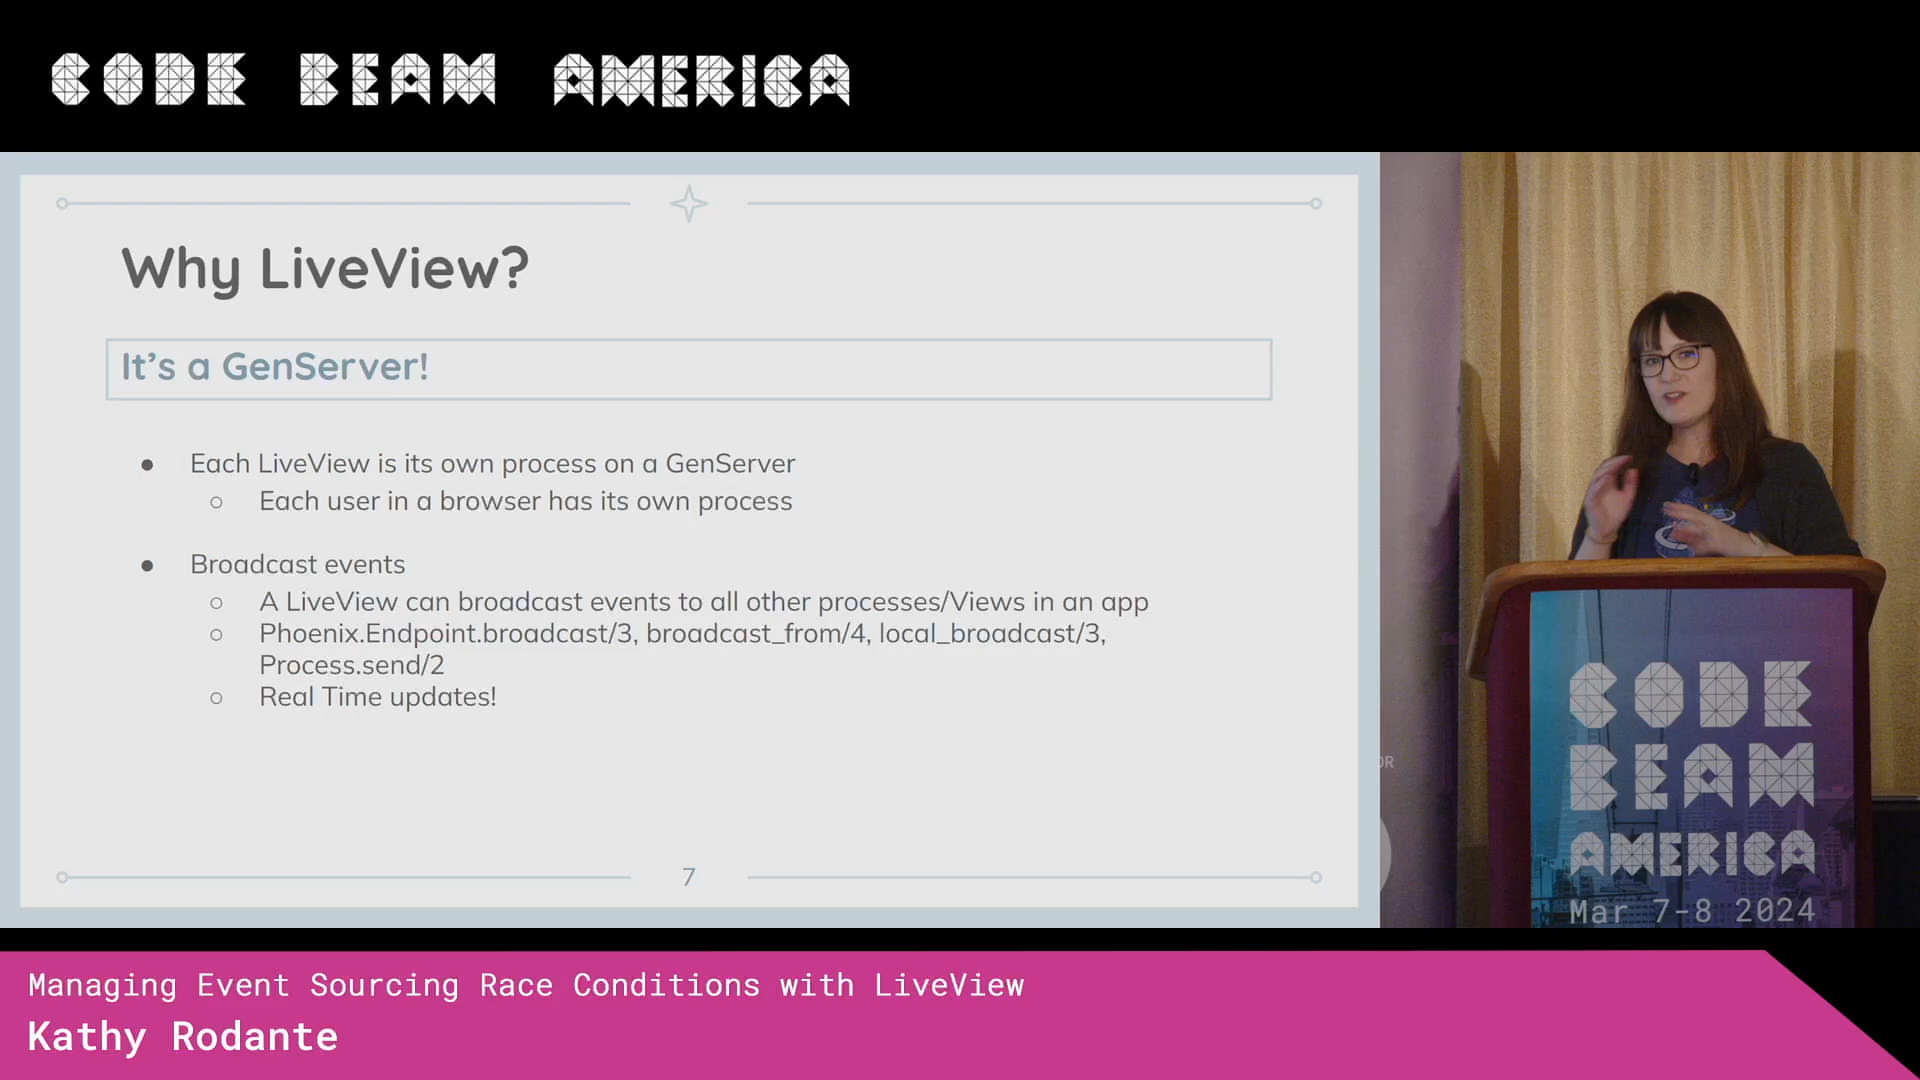 CODE BEAM AMERICA
Why LiveView?
It's a GenServer!
● Each LiveView is its own process on a GenServer
○ Each user in a browser has its own process
● Broadcast events
○ A LiveView can broadcast events to all other processes/Views in an app
○ Phoenix.Endpoint.broadcast/3, broadcast_from/4, local_broadcast/3,
Process.send/2
○ Real Time updates!
7
OR
CODE
BEAM
AMERICA
Mar 7-8 2024
Managing Event Sourcing Race Conditions with LiveView
Kathy Rodante